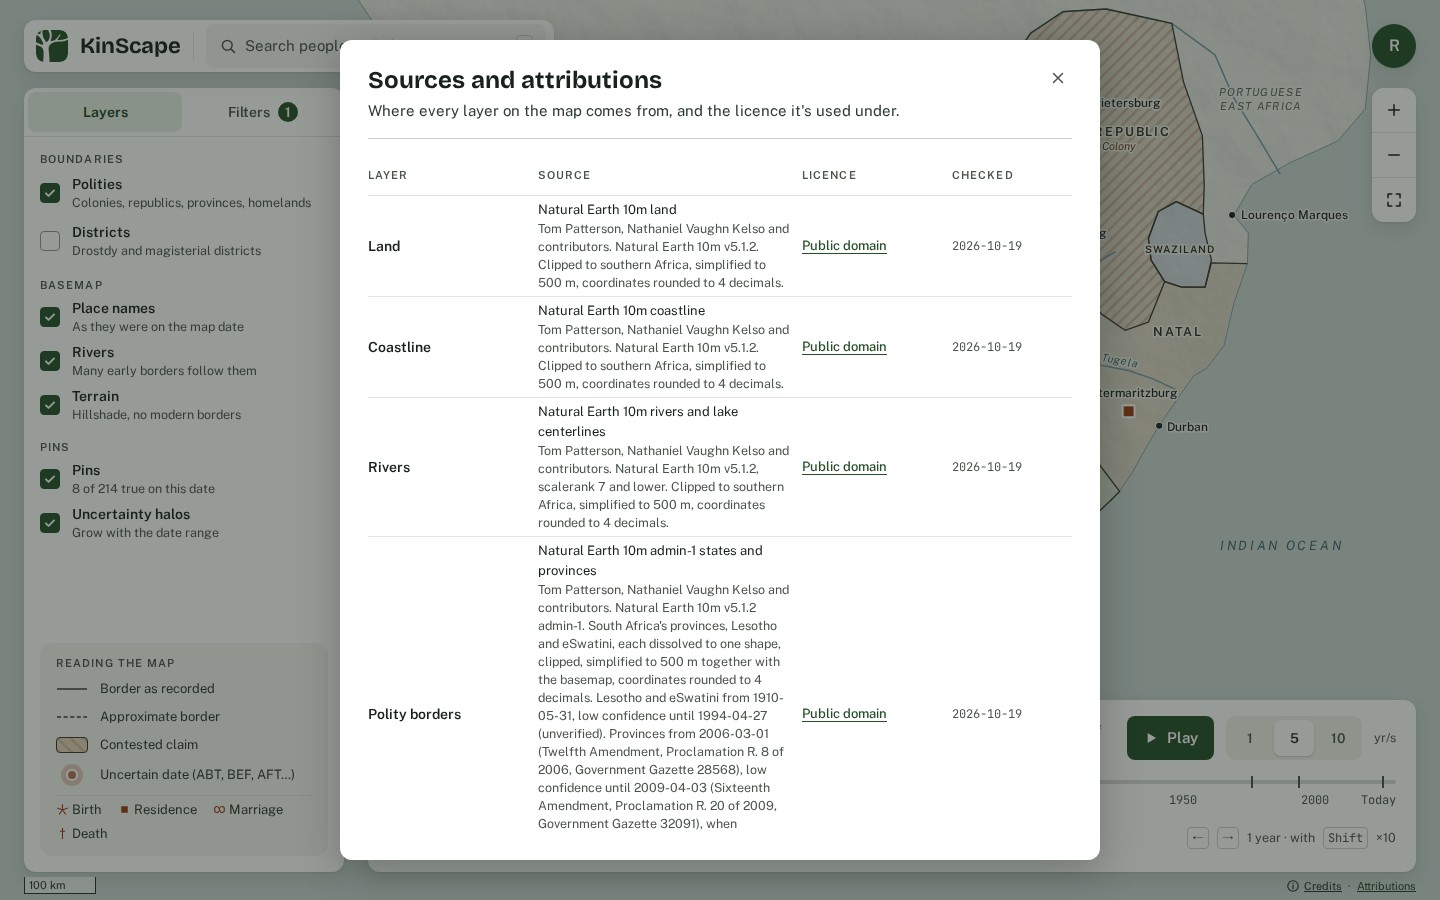 KinScape
Search people
R
Layers
Filters 1
BOUNDARIES
Polities
Colonies, republics, provinces, homelands
Districts
Drostdy and magisterial districts
BASEMAP
Place names
As they were on the map date
Rivers
Many early borders follow them
Terrain
Hillshade, no modern borders
PINS
Pins
8 of 214 true on this date
Uncertainty halos
Grow with the date range
READING THE MAP
Border as recorded
Approximate border
Contested claim
Uncertain date (ABT, BEF, AFT…)
Birth
Residence
Marriage
Death
100 km
Sources and attributions
Where every layer on the map comes from, and the licence it's used under.
LAYER SOURCE LICENCE CHECKED
Land
Natural Earth 10m land
Tom Patterson, Nathaniel Vaughn Kelso and
contributors. Natural Earth 10m v5.1.2.
Clipped to southern Africa, simplified to
500 m, coordinates rounded to 4 decimals.
Public domain
2026-10-19
Coastline
Natural Earth 10m coastline
Tom Patterson, Nathaniel Vaughn Kelso and
contributors. Natural Earth 10m v5.1.2.
Clipped to southern Africa, simplified to
500 m, coordinates rounded to 4 decimals.
Public domain
2026-10-19
Rivers
Natural Earth 10m rivers and lake
centerlines
Tom Patterson, Nathaniel Vaughn Kelso and
contributors. Natural Earth 10m v5.1.2,
scalerank 7 and lower. Clipped to southern
Africa, simplified to 500 m, coordinates
rounded to 4 decimals.
Public domain
2026-10-19
Polity borders
Natural Earth 10m admin-1 states and
provinces
Tom Patterson, Nathaniel Vaughn Kelso and
contributors. Natural Earth 10m v5.1.2
admin-1. South Africa's provinces, Lesotho
and eSwatini, each dissolved to one shape,
clipped, simplified to 500 m together with
the basemap, coordinates rounded to 4
decimals. Lesotho and eSwatini from 1910-
05-31, low confidence until 1994-04-27
(unverified). Provinces from 2006-03-01
(Twelfth Amendment, Proclamation R. 8 of
2006, Government Gazette 28568), low
confidence until 2009-04-03 (Sixteenth
Amendment, Proclamation R. 20 of 2009,
Government Gazette 32091), when
Public domain
2026-10-19
PORTUGUESE
EAST AFRICA
ietersburg
REPUBLIC
Colony
Lourenço Marques
SWAZILAND
NATAL
Tugela
termaritzburg
Durban
INDIAN OCEAN
Play
1 5 10 yr/s
1950 2000 Today
← → 1 year · with Shift ×10
Credits · Attributions